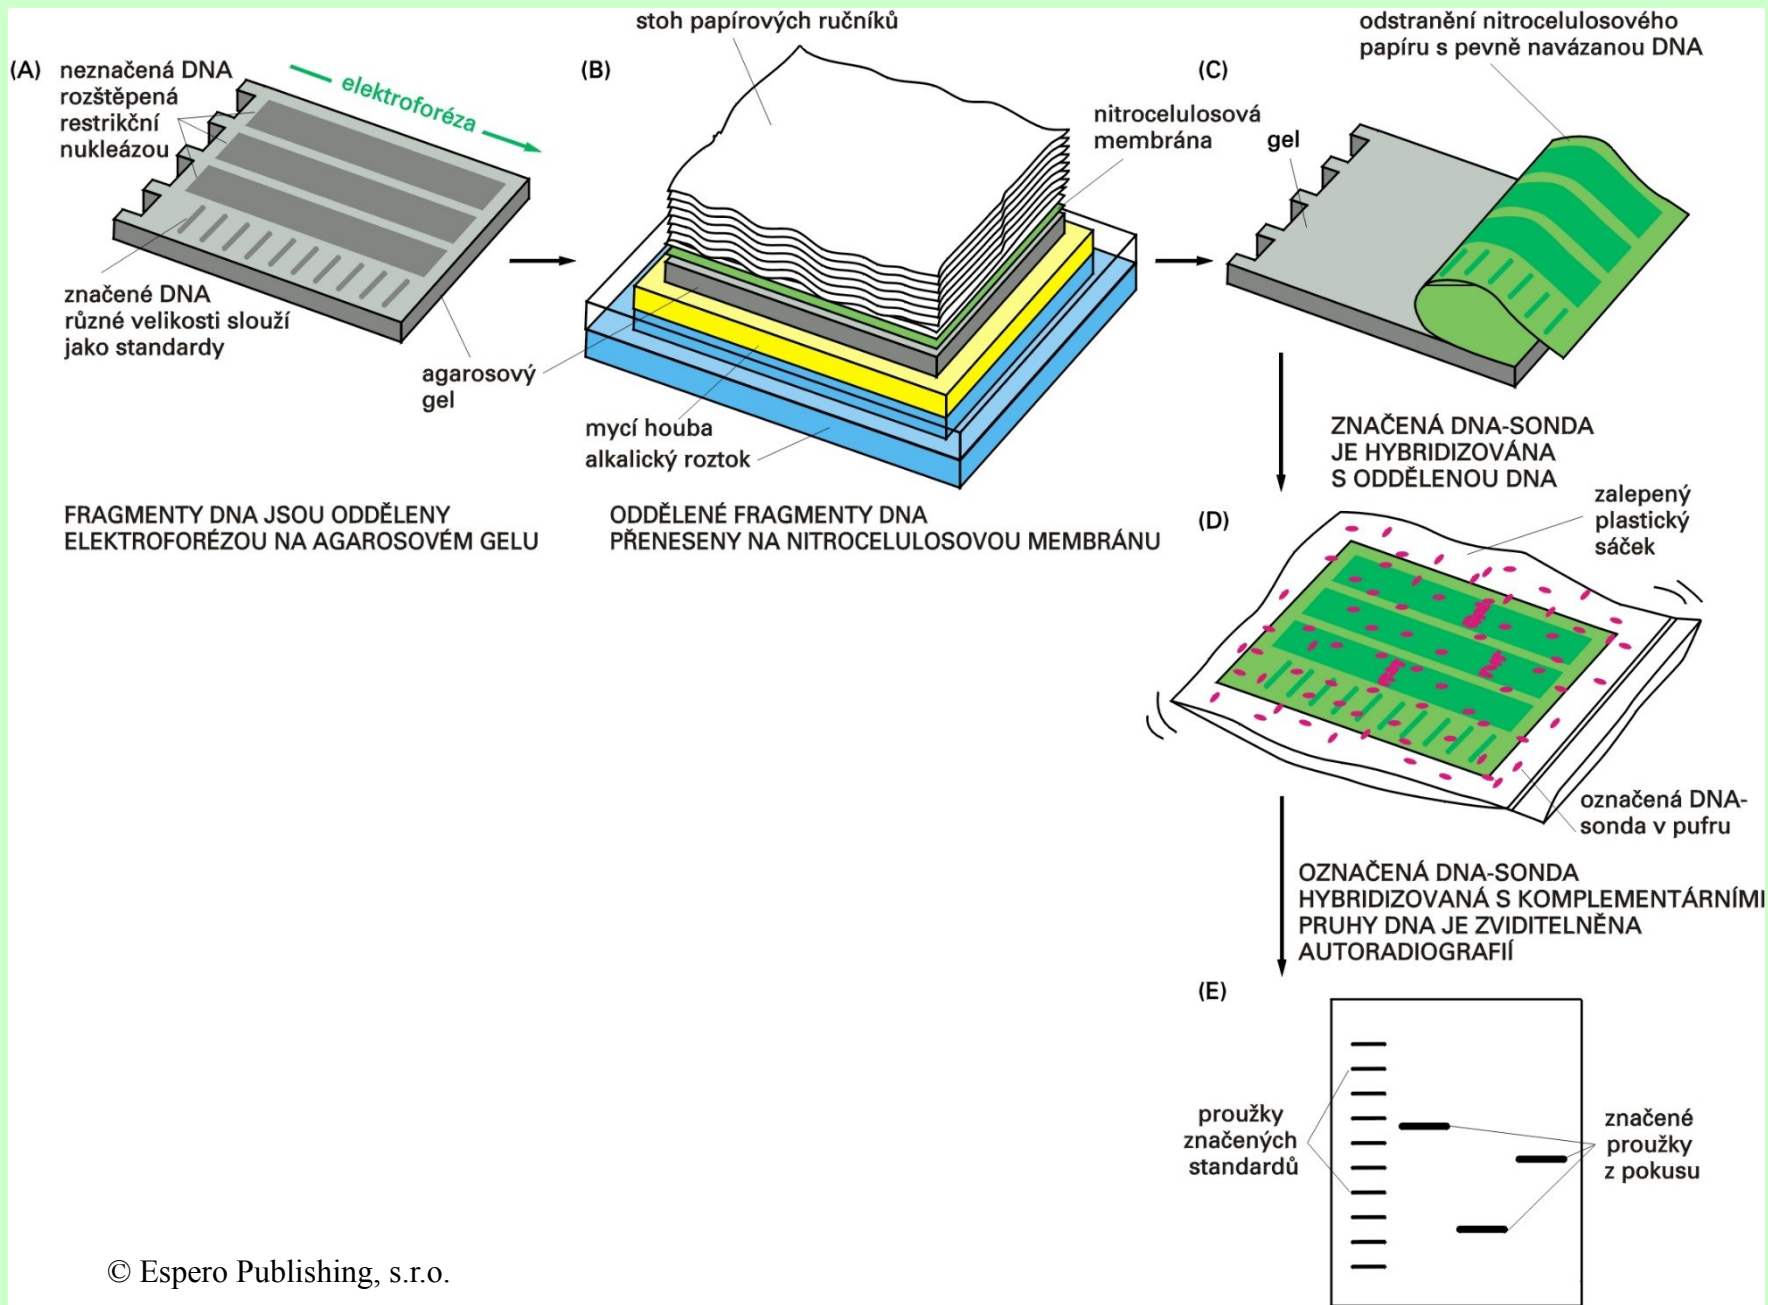 (A)
neznačená DNA
rozštěpená
restrikční
nukleázou
elektroforéza
značené DNA
různé velikosti slouží
jako standardy
agarosový
gel
FRAGMENTY DNA JSOU ODDĚLENY
ELEKTROFORÉZOU NA AGAROSOVÉM GELU
(B)
stoh papírových ručníků
nitrocelulosová
membrána
mycí houba
alkalický roztok
ODDĚLENÉ FRAGMENTY DNA
PŘENESENY NA NITROCELULOSOVOU MEMBRÁNU
(C)
odstranění nitrocelulosového
papíru s pevně navázanou DNA
gel
ZNAČENÁ DNA-SONDA
JE HYBRIDIZOVÁNA
S ODDĚLENOU DNA
(D)
zalepený
plastický
sáček
označená DNA-
sonda v pufru
OZNAČENÁ DNA-SONDA
HYBRIDIZOVANÁ S KOMPLEMENTÁRNÍMI
PRUHY DNA JE ZVIDITELNĚNA
AUTORADIOGRAFIÍ
(E)
proužky
značených
standardů
značené
proužky
z pokusu
© Espero Publishing, s.r.o.